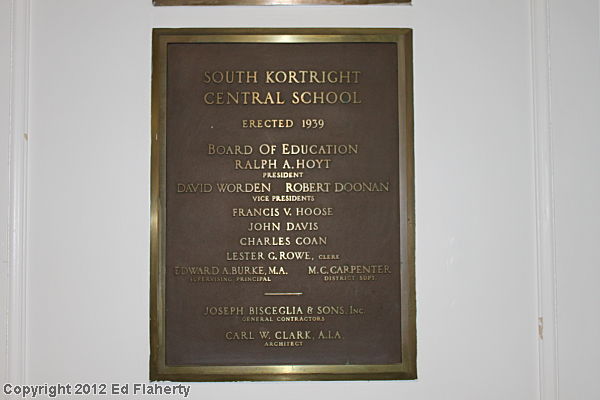 SOUTH KORTRIGHT
CENTRAL SCHOOL
ERECTED 1939
BOARD OF EDUCATION
RALPH A. HOYT
PRESIDENT
DAVID WORDEN ROBERT DOONAN
VICE PRESIDENTS
FRANCIS V. HOOSE
JOHN DAVIS
CHARLES COAN
LESTER G. ROWE, CLERK
EDWARD A. BURKE, M.A. M.C. CARPENTER
SUPERVISING PRINCIPAL DISTRICT SUPT.
JOSEPH BISCEGLIA & SONS, INC.
GENERAL CONTRACTORS
CARL W. CLARK, A.I.A.
ARCHITECT
Copyright 2012 Ed Flaherty